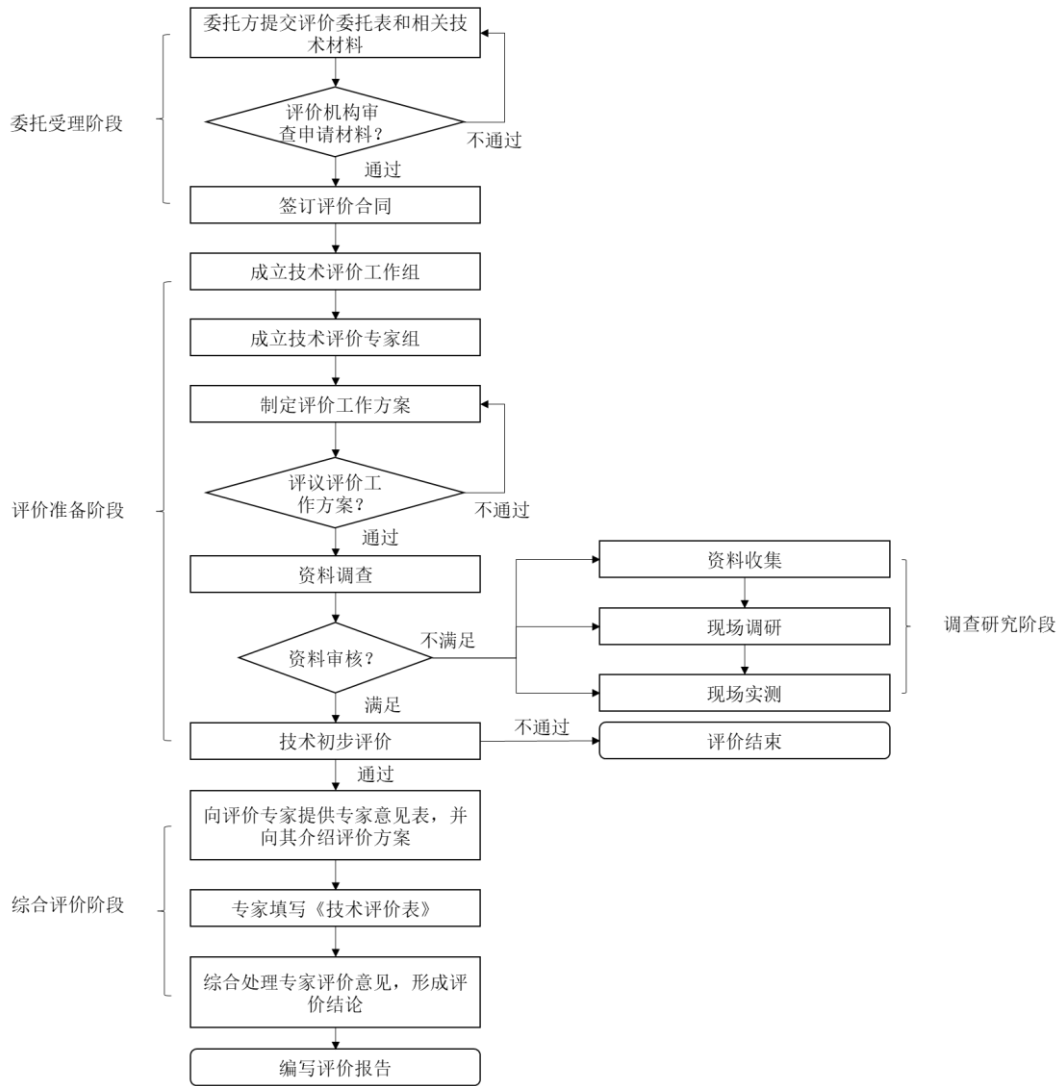 委托方提交评价委托表和相关技
术材料
委托受理阶段
评价机构审
查申请材料？
不通过
通过
签订评价合同
成立技术评价工作组
成立技术评价专家组
制定评价工作方案
评价准备阶段
评议评价工
作方案？
不通过
通过
资料调查
资料收集
现场调研
调查研究阶段
不满足
资料审核？
现场实测
满足
技术初步评价
不通过
评价结束
通过
向评价专家提供专家意见表，并
向其介绍评价方案
综合评价阶段
专家填写《技术评价表》
综合处理专家评价意见，形成评
价结论
编写评价报告